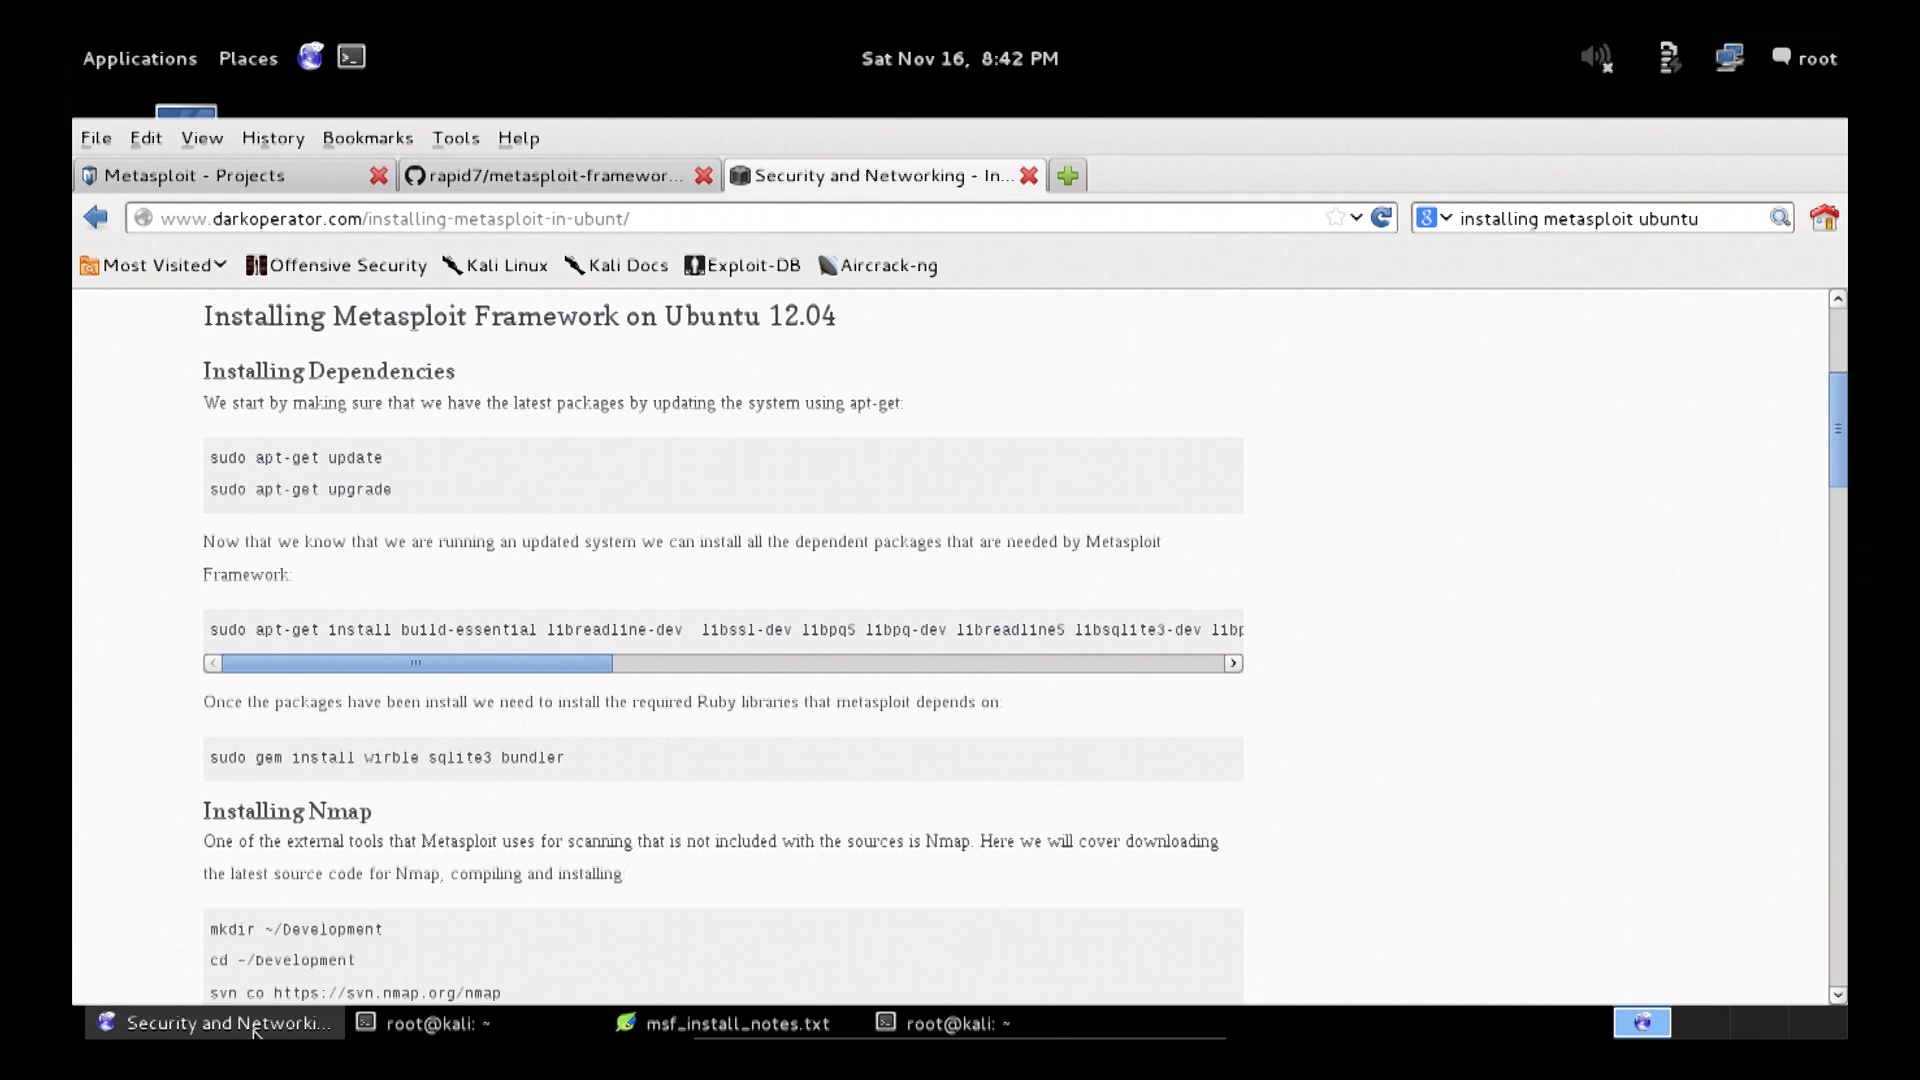 Applications Places Sat Nov 16, 8:42 PM root
File Edit View History Bookmarks Tools Help
Metasploit - Projects rapid7/metasploit-framewor... Security and Networking - In...
www.darkoperator.com/installing-metasploit-in-ubunt/ installing metasploit ubuntu
Most Visited Offensive Security Kali Linux Kali Docs Exploit-DB Aircrack-ng
Installing Metasploit Framework on Ubuntu 12.04
Installing Dependencies
We start by making sure that we have the latest packages by updating the system using apt-get:
sudo apt-get update
sudo apt-get upgrade
Now that we know that we are running an updated system we can install all the dependent packages that are needed by Metasploit
Framework:
sudo apt-get install build-essential libreadline-dev  libssl-dev libpq5 libpq-dev libreadline5 libsqlite3-dev libp
Once the packages have been install we need to install the required Ruby libraries that metasploit depends on:
sudo gem install wirble sqlite3 bundler
Installing Nmap
One of the external tools that Metasploit uses for scanning that is not included with the sources is Nmap. Here we will cover downloading
the latest source code for Nmap, compiling and installing:
mkdir ~/Development
cd ~/Development
svn co https://svn.nmap.org/nmap
Security and Networki... root@kali: ~ msf_install_notes.txt root@kali: ~